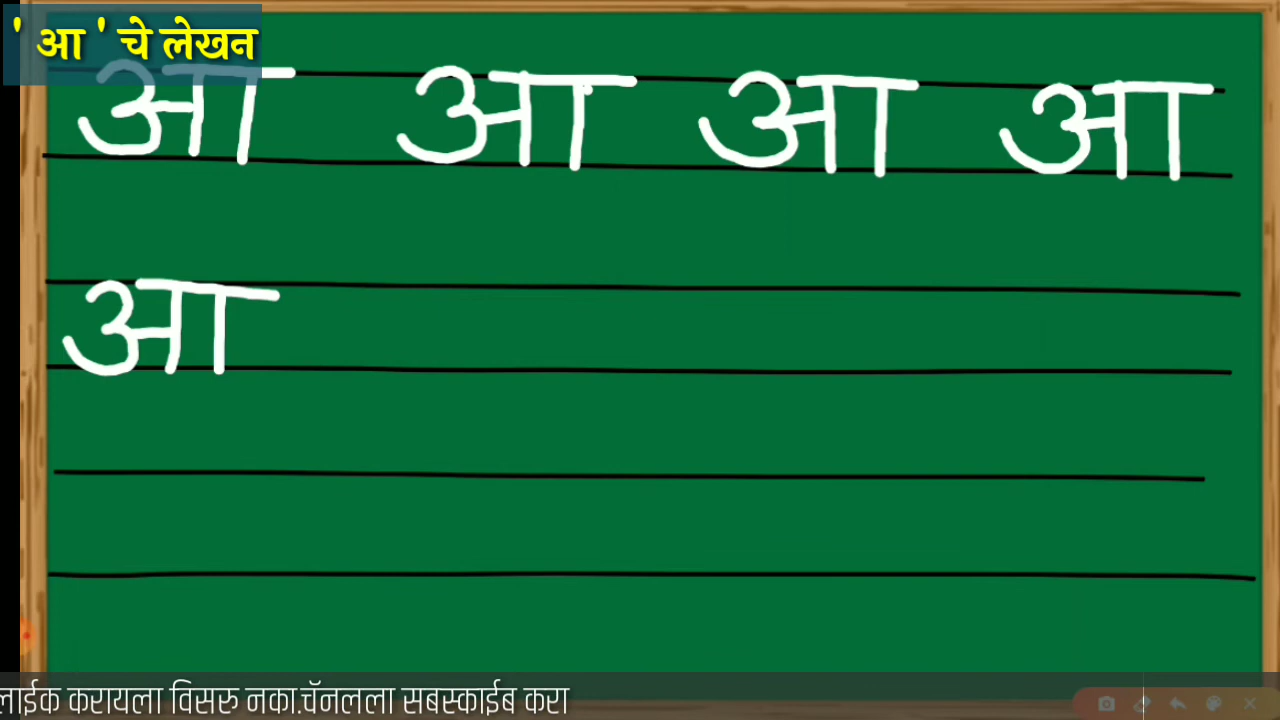 ' आ ' चे लेखन
आ आ आ आ
आ
लाईक करायला विसरु नका.चॅनलला सबस्काईब करा